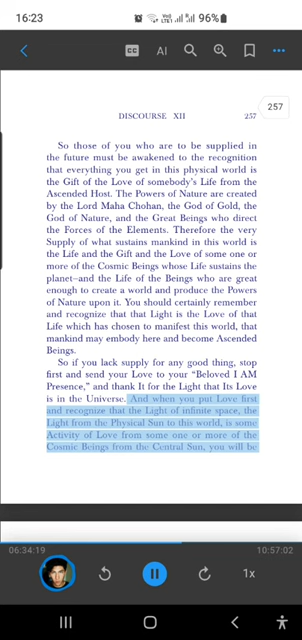 16:23
96%
CC
AI
257
DISCOURSE XII 257
So those of you who are to be supplied in
the future must be awakened to the recognition
that everything you get in this physical world is
the Gift of the Love of somebody's Life from the
Ascended Host. The Powers of Nature are created
by the Lord Maha Chohan, the God of Gold, the
God of Nature, and the Great Beings who direct
the Forces of the Elements. Therefore the very
Supply of what sustains mankind in this world is
the Life and the Gift and the Love of some one or
more of the Cosmic Beings whose Life sustains the
planet—and the Life of the Beings who are great
enough to create a world and produce the Powers
of Nature upon it. You should certainly remember
and recognize that that Light is the Love of that
Life which has chosen to manifest this world, that
mankind may embody here and become Ascended
Beings.
So if you lack supply for any good thing, stop
first and send your Love to your "Beloved I AM
Presence," and thank It for the Light that Its Love
is in the Universe. And when you put Love first
and recognize that the Light of infinite space, the
Light from the Physical Sun to this world, is some
Activity of Love from some one or more of the
Cosmic Beings from the Central Sun, you will be
06:34:19 10:57:02
1x